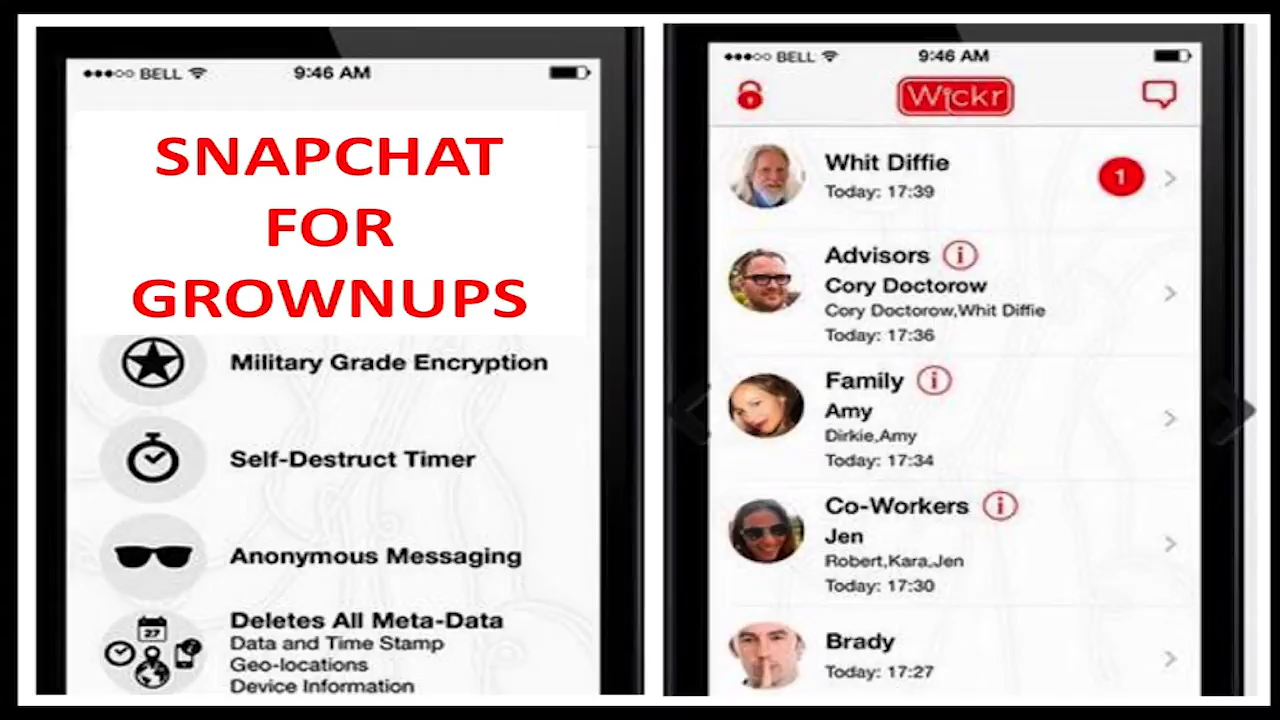 BELL
9:46 AM
SNAPCHAT
FOR
GROWNUPS
Military Grade Encryption
Self-Destruct Timer
Anonymous Messaging
27
Deletes All Meta-Data
Data and Time Stamp
Geo-locations
Device Information
BELL
9:46 AM
Wickr
Whit Diffie
Today: 17:39
1
Advisors i
Cory Doctorow
Cory Doctorow,Whit Diffie
Today: 17:36
Family i
Amy
Dirkie,Amy
Today: 17:34
Co-Workers i
Jen
Robert,Kara,Jen
Today: 17:30
Brady
Today: 17:27